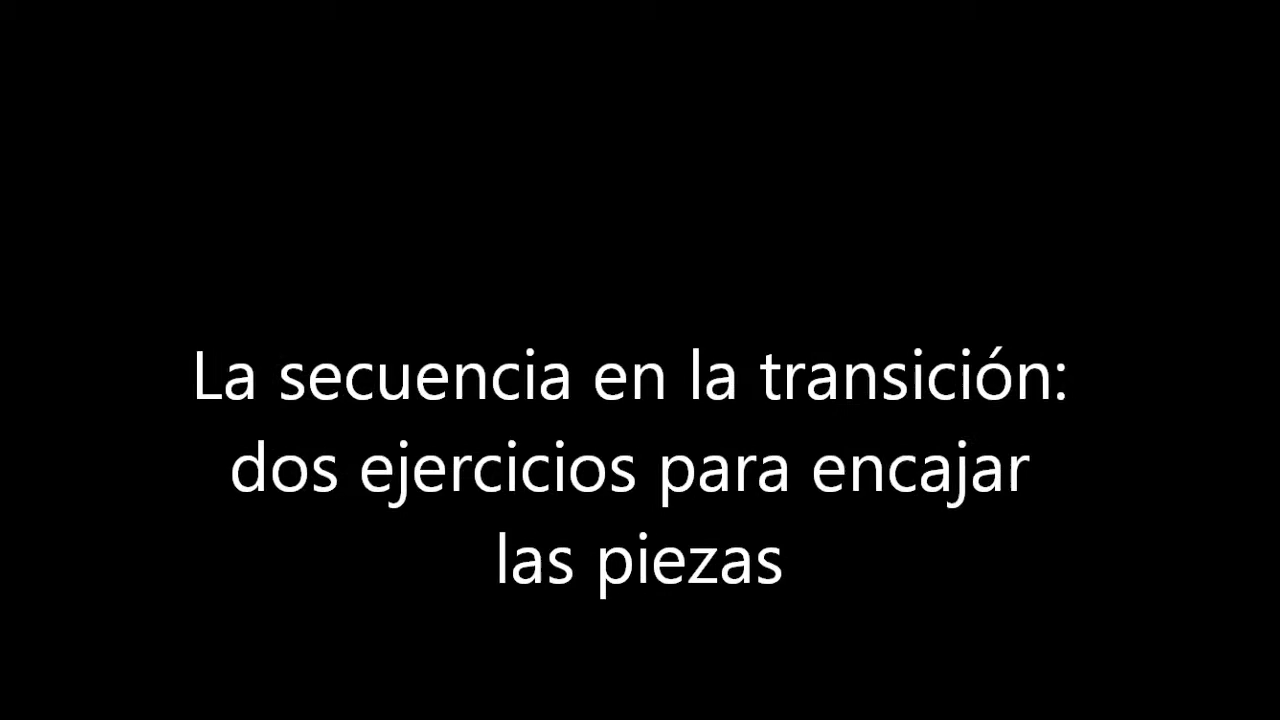 La secuencia en la transición:
dos ejercicios para encajar
las piezas